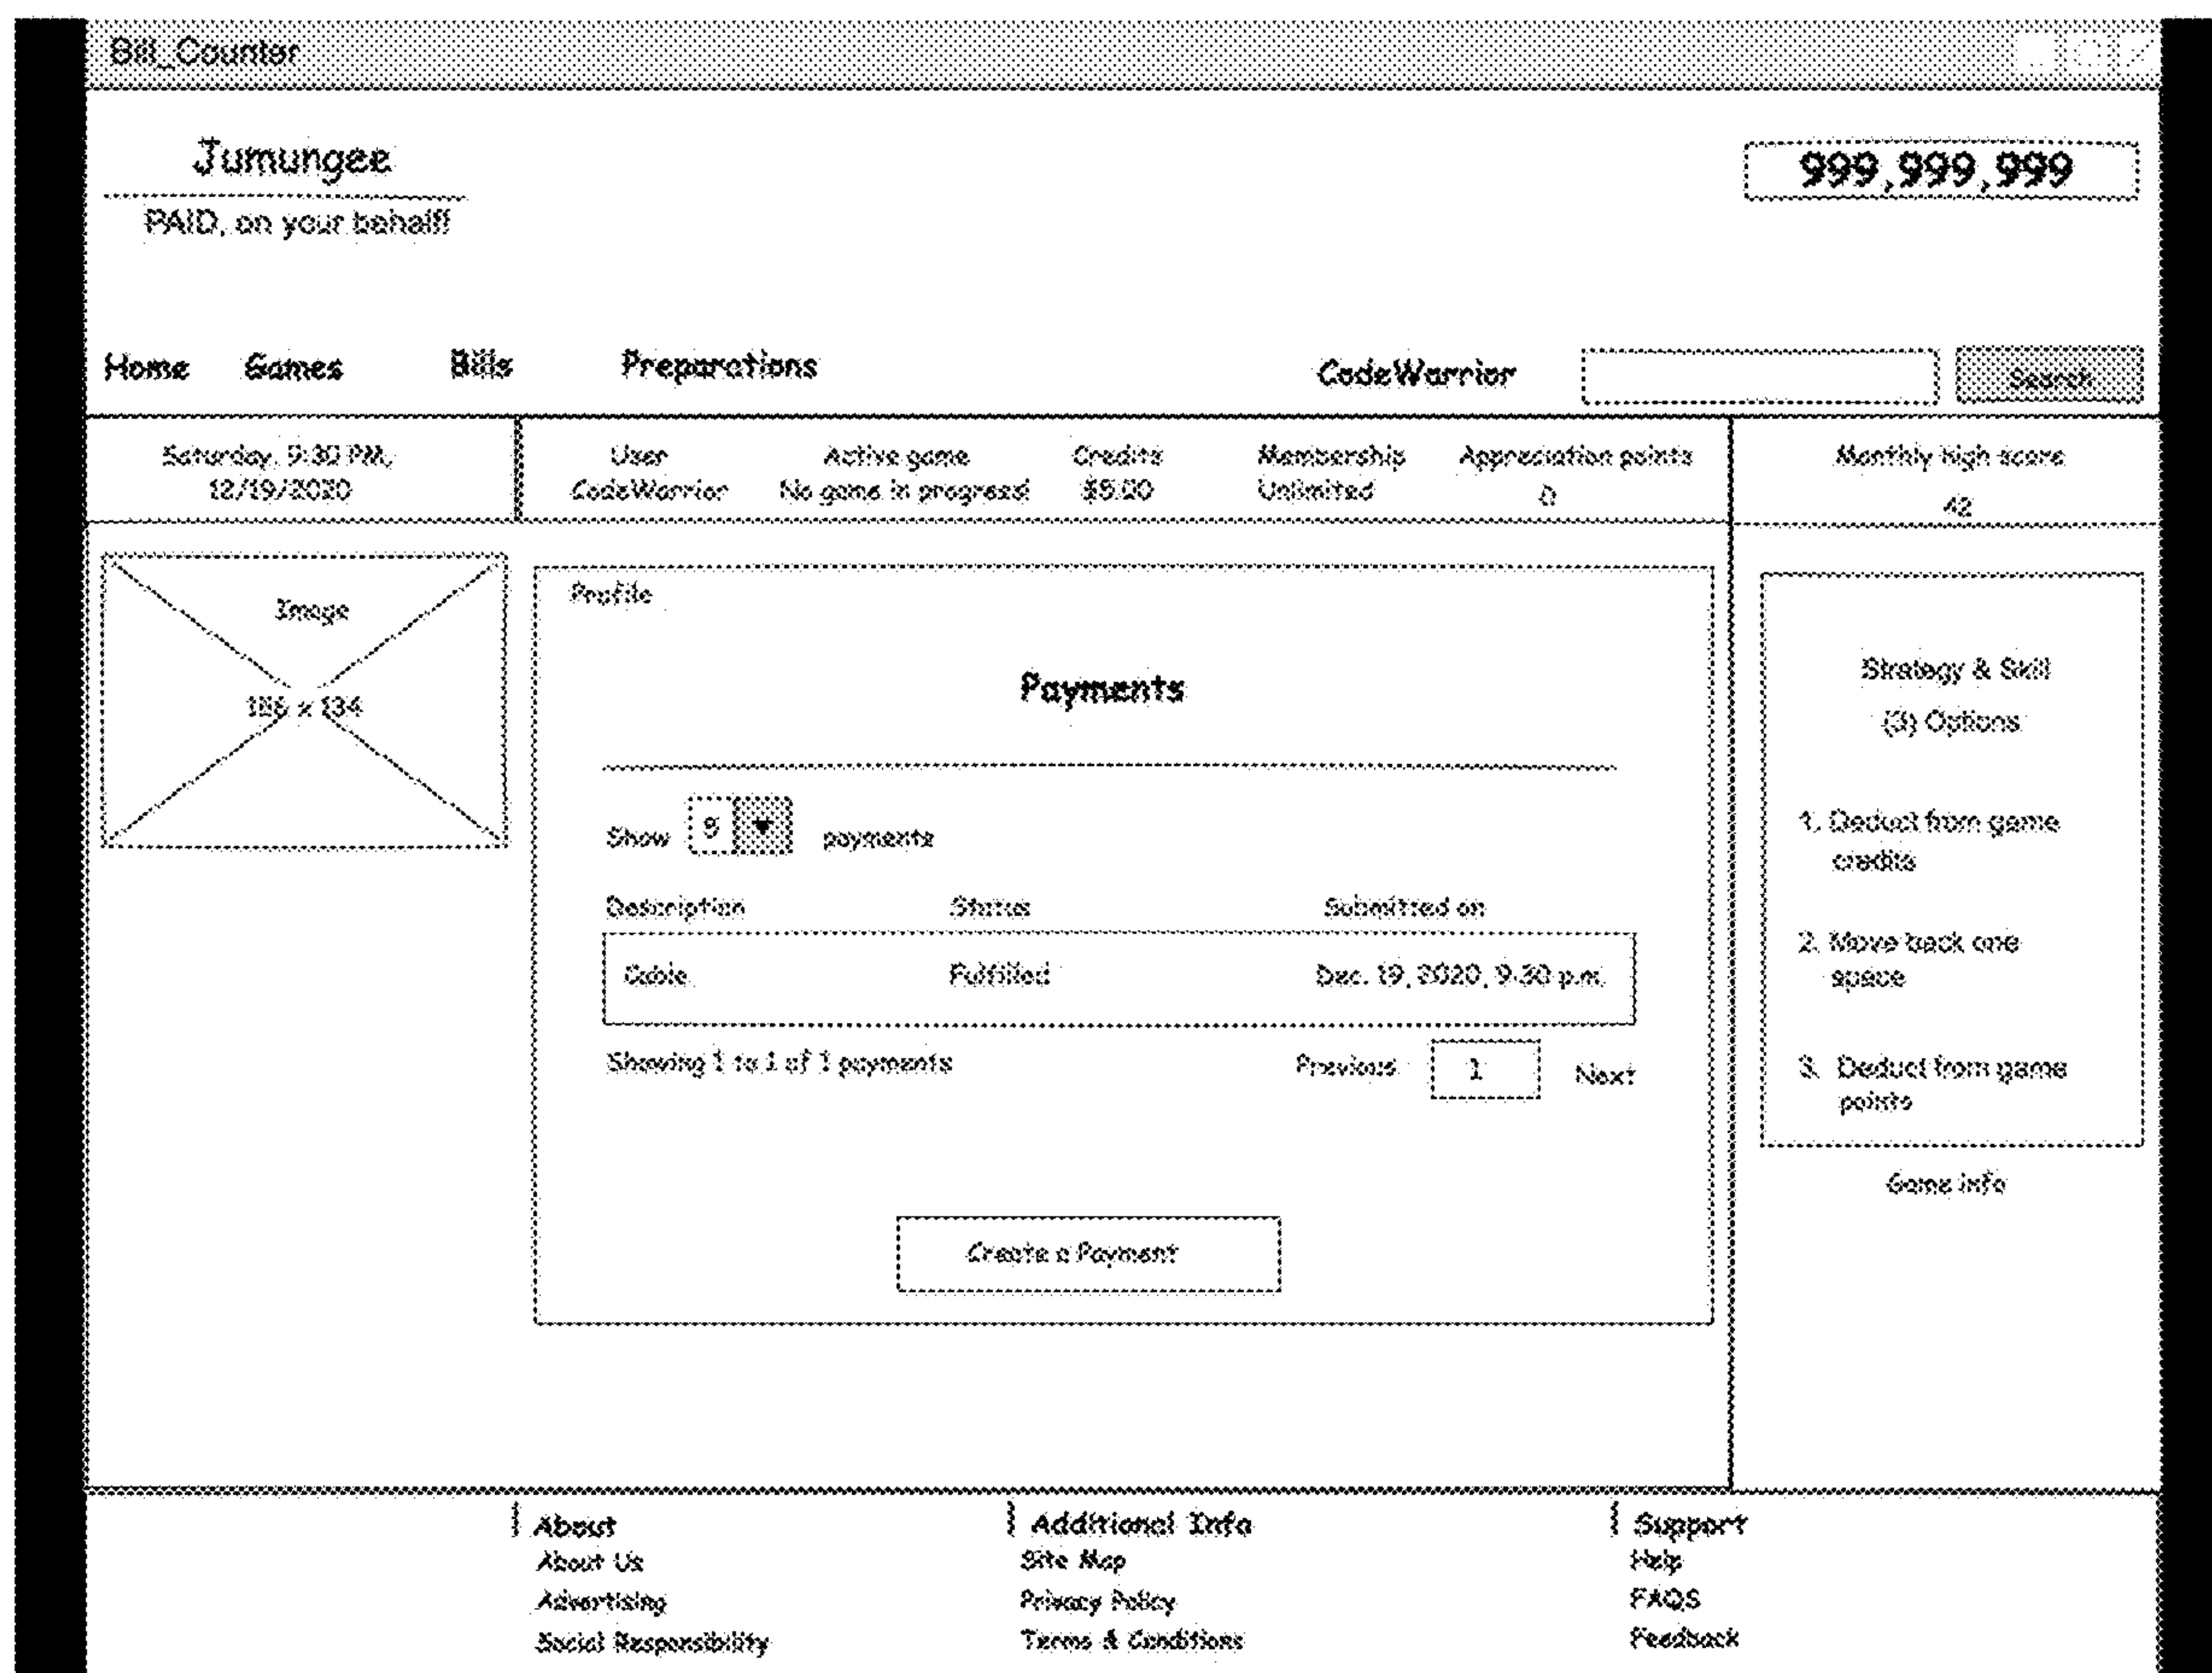 Bill_Counter
Jumungee
999,999,999
PAID, on your behalf!
Home Games Bills Preparations CodeWarrior Search
Saturday, 9:30 PM,
12/19/2020
User Active game Credits Membership Appreciation points
CodeWarrior No game in progress! $5.00 Unlimited 0
Monthly high score
42
Image
186 x 134
Profile
Payments
Show 5 payments
Description Status Submitted on
Cable Fulfilled Dec. 19, 2020, 9:30 p.m.
Showing 1 to 1 of 1 payments Previous 1 Next
Create a Payment
Strategy & Skill
(3) Options
1. Deduct from game
credits
2. Move back one
space
3. Deduct from game
points
Game info
About
About Us
Advertising
Social Responsibility
Additional Info
Site Map
Privacy Policy
Terms & Conditions
Support
Help
FAQS
Feedback